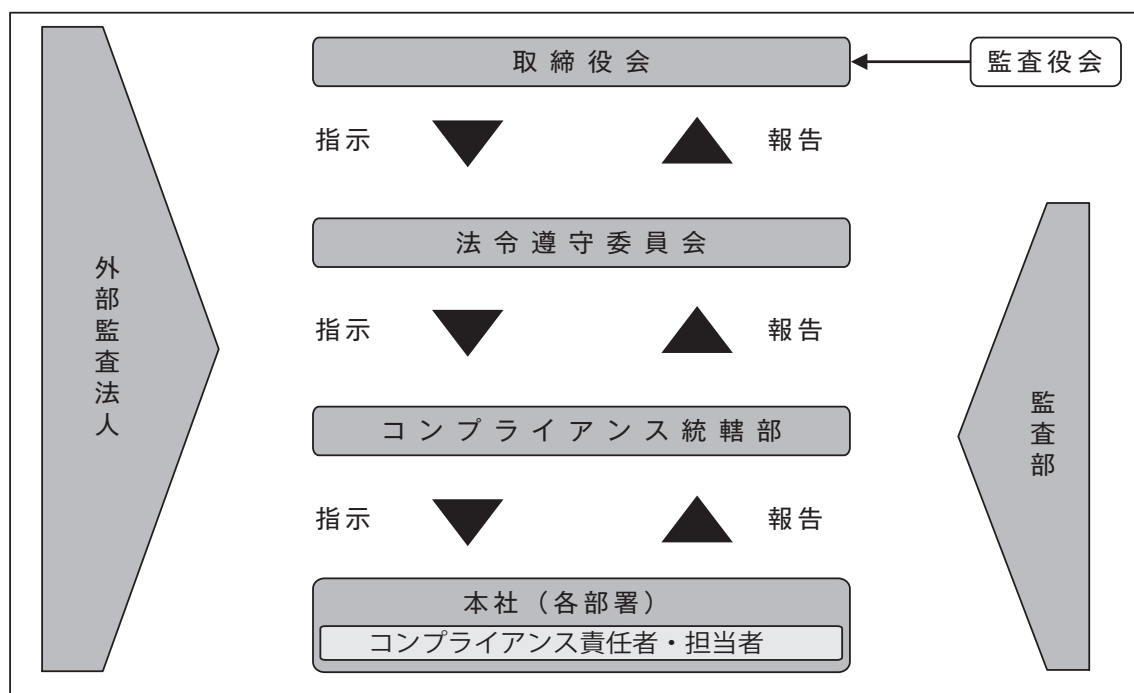 取締役会
監査役会
指示
報告
法令遵守委員会
外部監査法人
指示
報告
コンプライアンス統轄部
監査部
指示
報告
本社（各部署）
コンプライアンス責任者・担当者